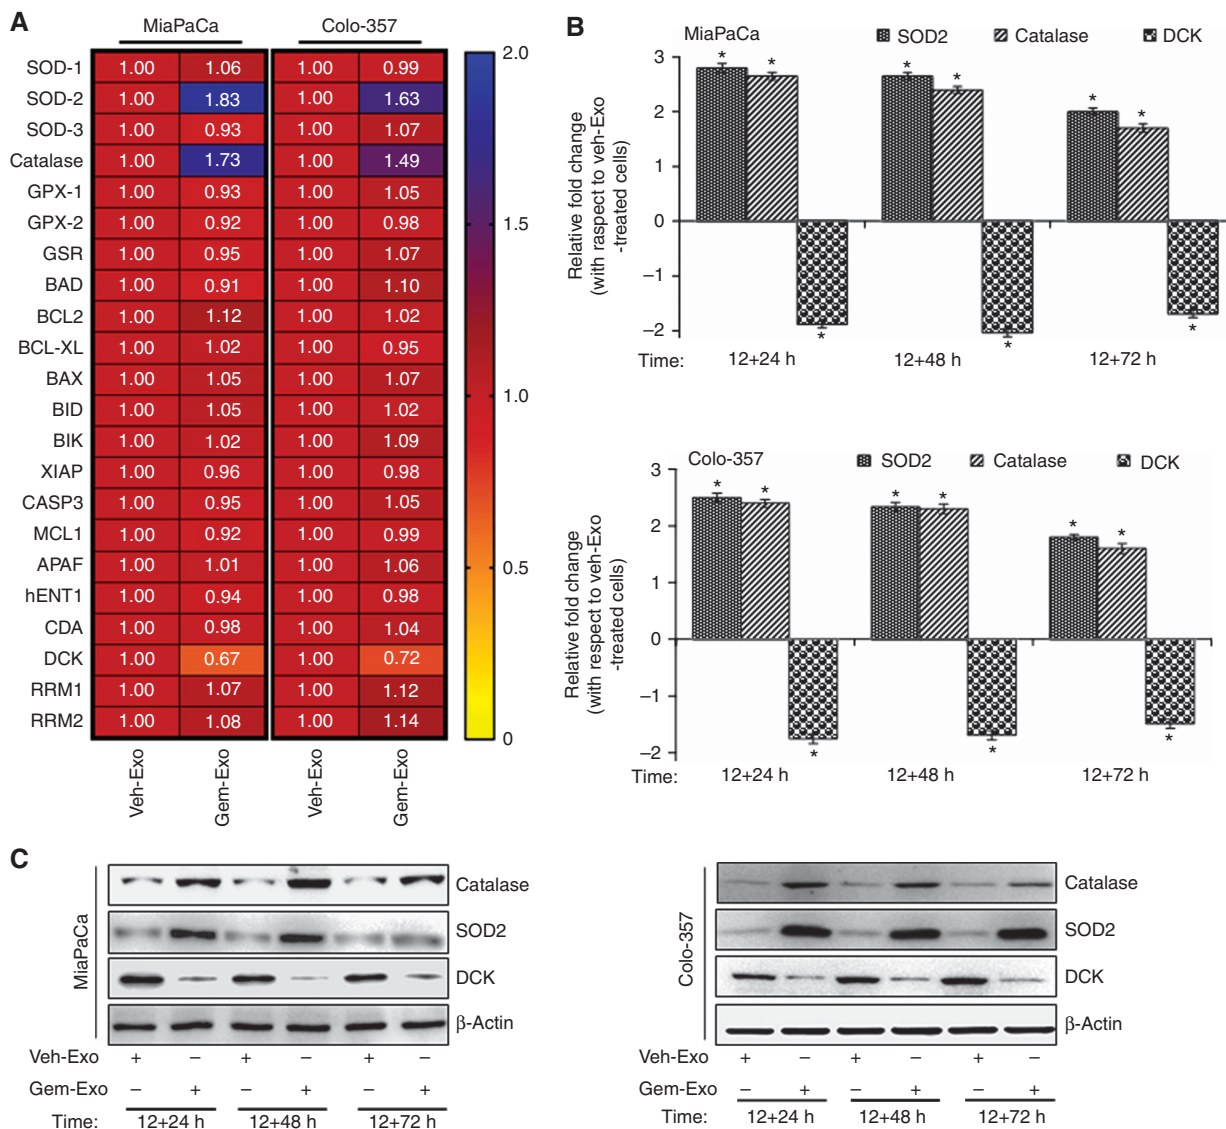 A
MiaPaCa Colo-357
SOD-1 1.00 1.06 1.00 0.99
SOD-2 1.00 1.83 1.00 1.63
SOD-3 1.00 0.93 1.00 1.07
Catalase 1.00 1.73 1.00 1.49
GPX-1 1.00 0.93 1.00 1.05
GPX-2 1.00 0.92 1.00 0.98
GSR 1.00 0.95 1.00 1.07
BAD 1.00 0.91 1.00 1.10
BCL2 1.00 1.12 1.00 1.02
BCL-XL 1.00 1.02 1.00 0.95
BAX 1.00 1.05 1.00 1.07
BID 1.00 1.05 1.00 1.02
BIK 1.00 1.02 1.00 1.09
XIAP 1.00 0.96 1.00 0.98
CASP3 1.00 0.95 1.00 1.05
MCL1 1.00 0.92 1.00 0.99
APAF 1.00 1.01 1.00 1.06
hENT1 1.00 0.94 1.00 0.98
CDA 1.00 0.98 1.00 1.04
DCK 1.00 0.67 1.00 0.72
RRM1 1.00 1.07 1.00 1.12
RRM2 1.00 1.08 1.00 1.14
Veh-Exo Gem-Exo Veh-Exo Gem-Exo
2.0
1.5
1.0
0.5
0
B
MiaPaCa SOD2 Catalase DCK
Relative fold change
(with raspect to veh-Exo
-treated cells)
3
2
1
0
–1
–2
* * * * * *
* * *
Time: 12+24 h 12+48 h 12+72 h
Colo-357 SOD2 Catalase DCK
Relative fold change
(with respect to veh-Exo
-treated cells)
3
2
1
0
–1
–2
* * * * * *
* * *
Time: 12+24 h 12+48 h 12+72 h
C
MiaPaCa
Catalase
SOD2
DCK
β-Actin
Veh-Exo + – + – + –
Gem-Exo – + – + – +
Time: 12+24 h 12+48 h 12+72 h
Colo-357
Catalase
SOD2
DCK
β-Actin
Veh-Exo: + – + – + –
Gem-Exo: – + – + – +
Time: 12+24 h 12+48 h 12+72 h